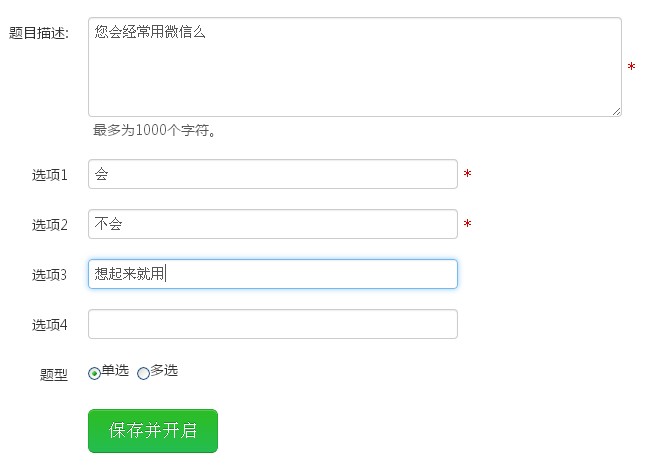 题目描述: 您会经常用微信么 *
最多为1000个字符。
选项1 会 *
选项2 不会 *
选项3 想起来就用
选项4
题型 单选 多选
保存并开启